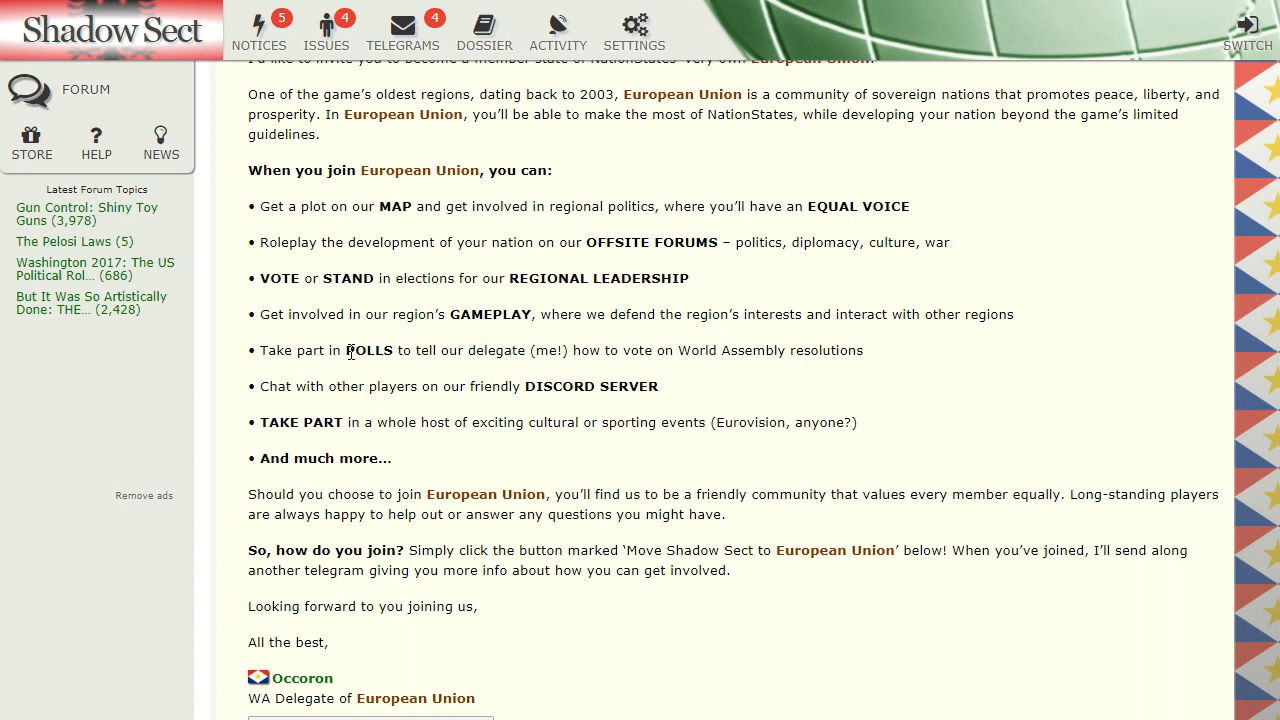 Shadow Sect
5
NOTICES
4
ISSUES
4
TELEGRAMS
DOSSIER
ACTIVITY
SETTINGS
SWITCH
FORUM
STORE
HELP
NEWS
Latest Forum Topics
Gun Control: Shiny Toy
Guns (3,978)
The Pelosi Laws (5)
Washington 2017: The US
Political Rol... (686)
But It Was So Artistically
Done: THE... (2,428)
Remove ads
I'd like to invite you to become a member state of NationStates' very own European Union.
One of the game’s oldest regions, dating back to 2003, European Union is a community of sovereign nations that promotes peace, liberty, and
prosperity. In European Union, you’ll be able to make the most of NationStates, while developing your nation beyond the game’s limited
guidelines.
When you join European Union, you can:
• Get a plot on our MAP and get involved in regional politics, where you’ll have an EQUAL VOICE
• Roleplay the development of your nation on our OFFSITE FORUMS – politics, diplomacy, culture, war
• VOTE or STAND in elections for our REGIONAL LEADERSHIP
• Get involved in our region’s GAMEPLAY, where we defend the region’s interests and interact with other regions
• Take part in POLLS to tell our delegate (me!) how to vote on World Assembly resolutions
• Chat with other players on our friendly DISCORD SERVER
• TAKE PART in a whole host of exciting cultural or sporting events (Eurovision, anyone?)
• And much more…
Should you choose to join European Union, you’ll find us to be a friendly community that values every member equally. Long-standing players
are always happy to help out or answer any questions you might have.
So, how do you join? Simply click the button marked ‘Move Shadow Sect to European Union’ below! When you’ve joined, I’ll send along
another telegram giving you more info about how you can get involved.
Looking forward to you joining us,
All the best,
Occoron
WA Delegate of European Union